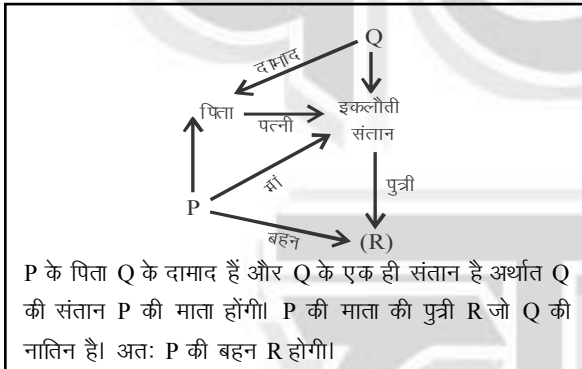 Q
दामाद
पिता
पत्नी
इकलौती
संतान
मां
पुत्री
P
बहन
(R)
P के पिता Q के दामाद हैं और Q के एक ही संतान है अर्थात Q
की संतान P की माता होंगी। P की माता की पुत्री R जो Q की
नातिन है। अतः P की बहन R होगी।